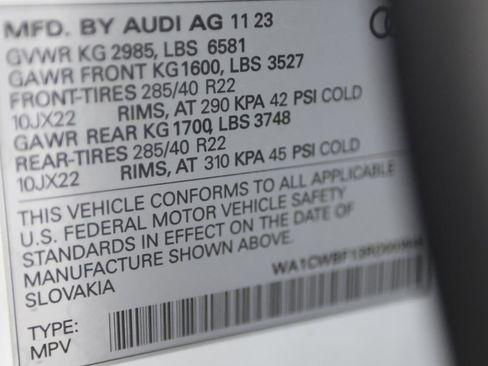 MFD. BY AUDI AG 11 23
GVWR KG 2985, LBS 6581
GAWR FRONT KG1600, LBS 3527
FRONT-TIRES 285/40 R22
10JX22 RIMS, AT 290 KPA 42 PSI COLD
GAWR REAR KG1700, LBS 3748
REAR-TIRES 285/40 R22
10JX22 RIMS, AT 310 KPA 45 PSI COLD
THIS VEHICLE CONFORMS TO ALL APPLICABLE
U.S. FEDERAL MOTOR VEHICLE SAFETY
STANDARDS IN EFFECT ON THE DATE OF
MANUFACTURE SHOWN ABOVE.
SLOVAKIA
TYPE:
MPV